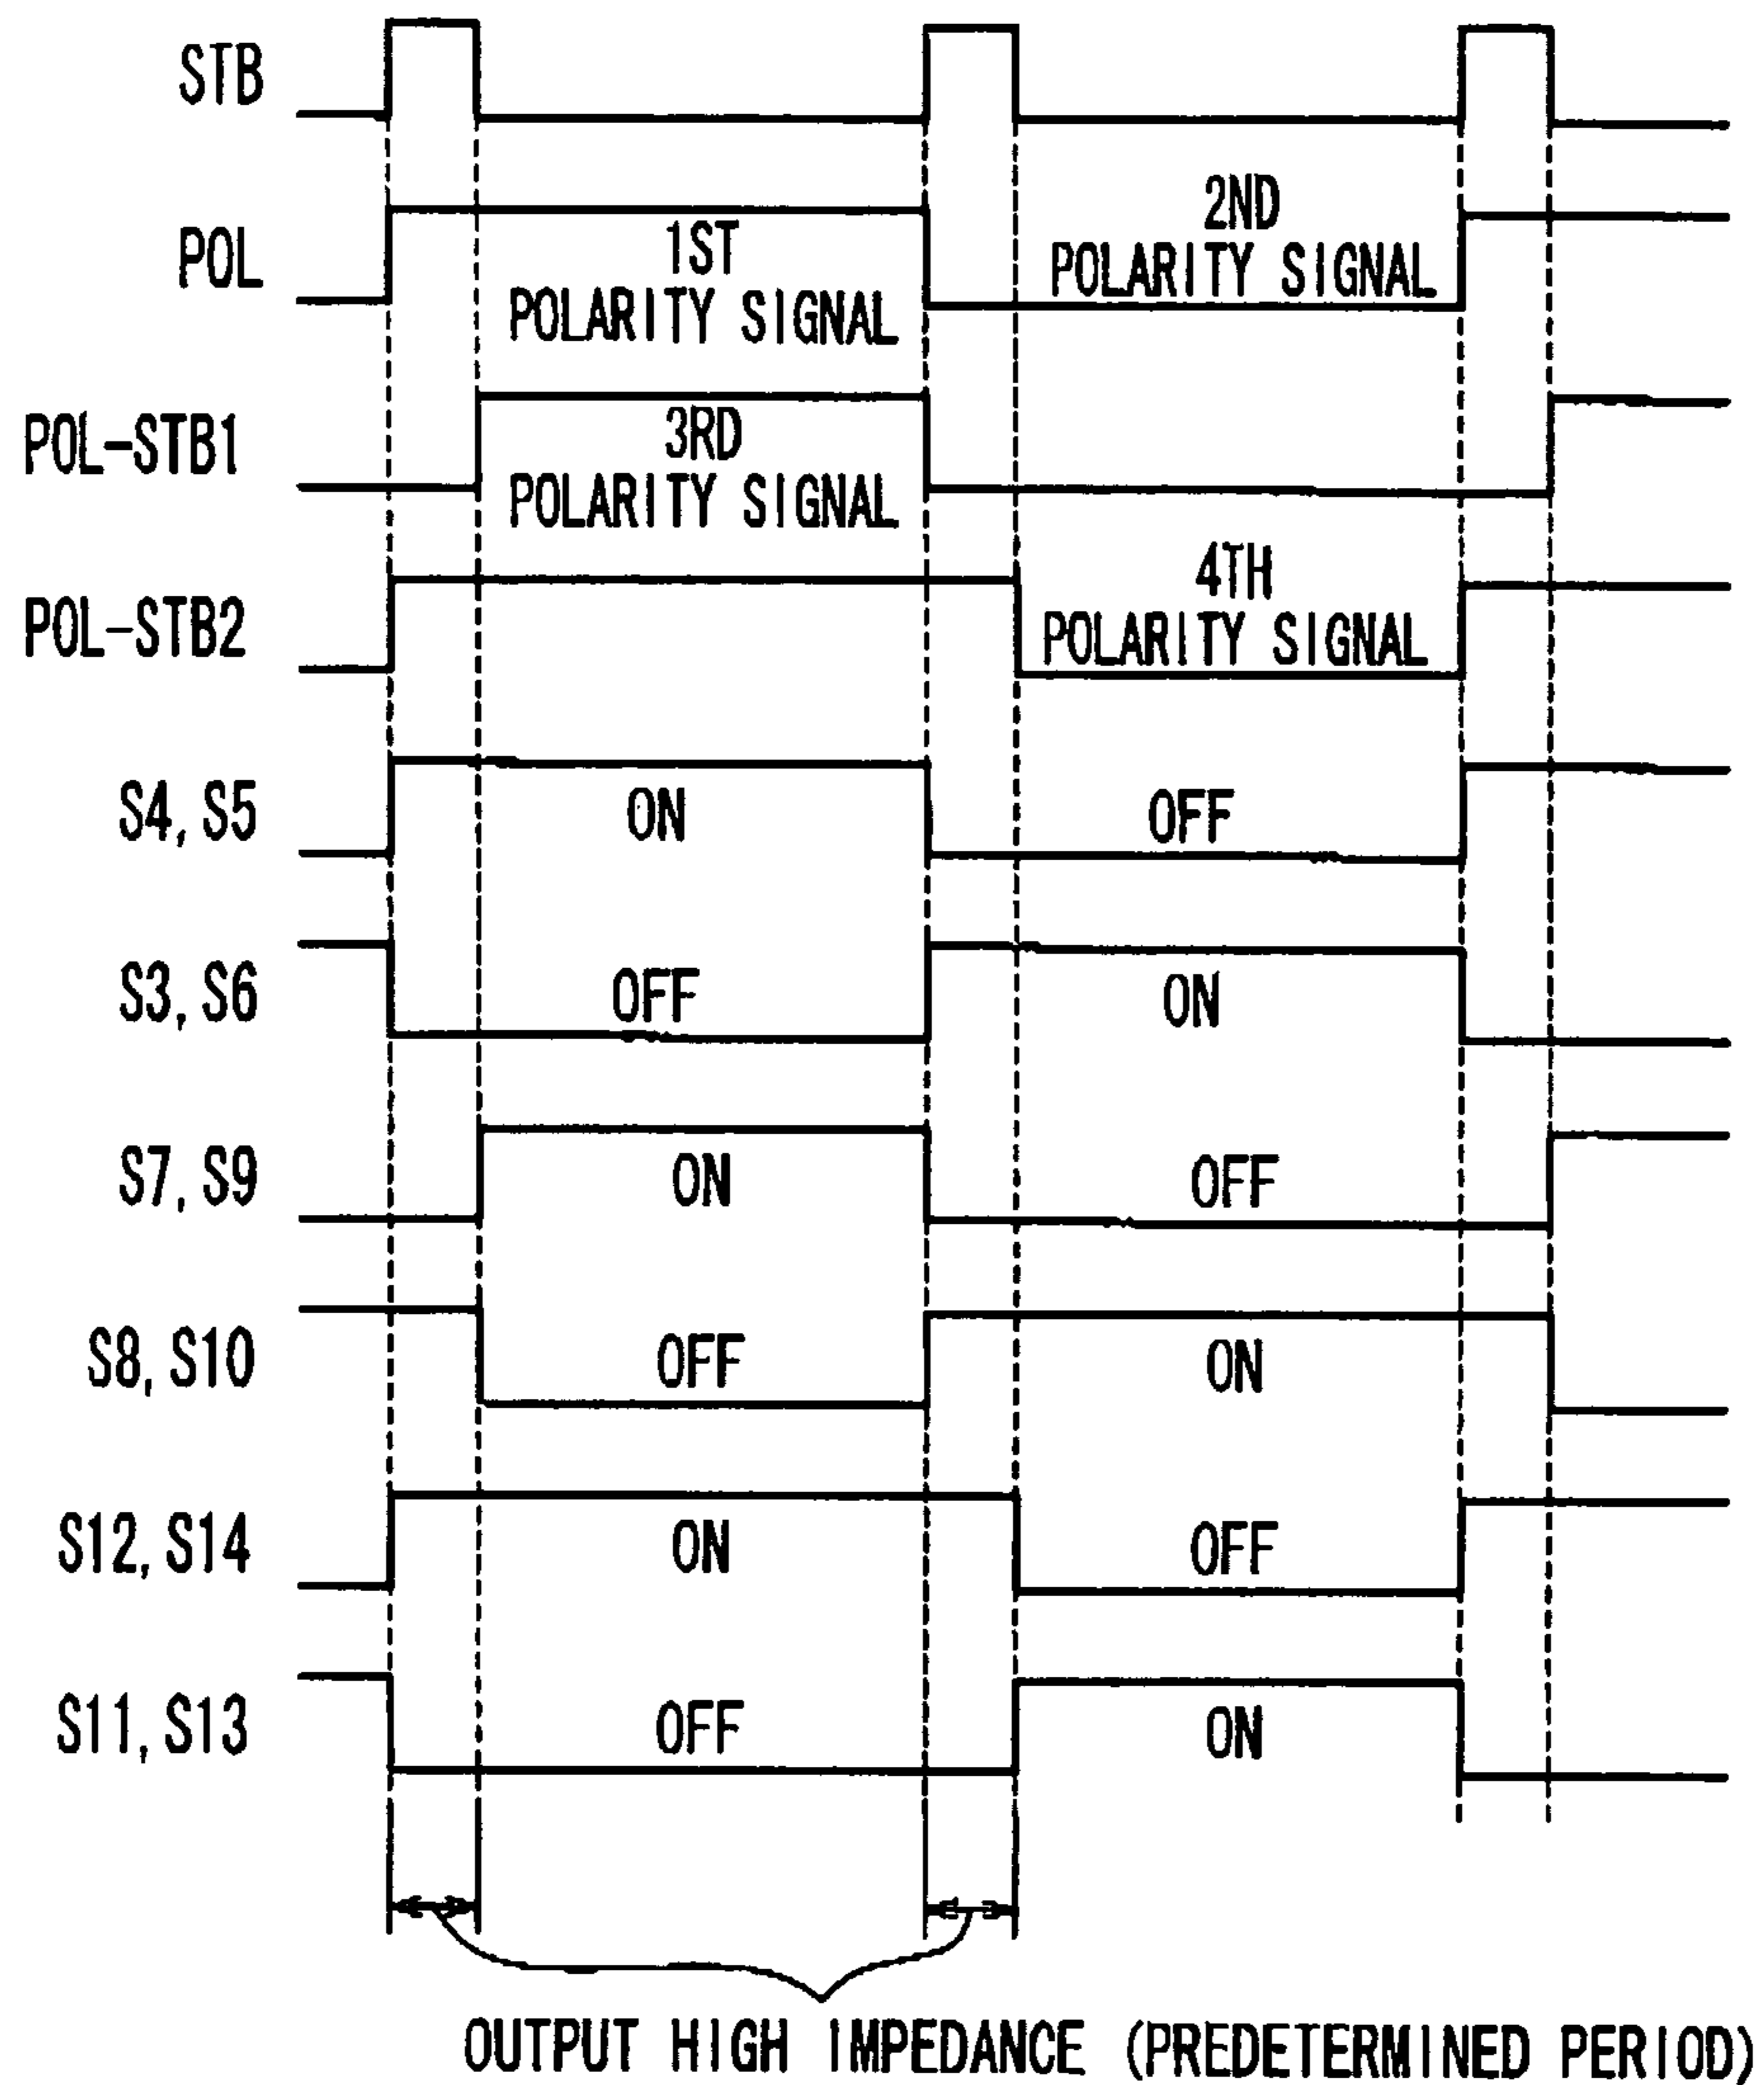 STB
POL
1ST
POLARITY SIGNAL
2ND
POLARITY SIGNAL
POL-STB1
3RD
POLARITY SIGNAL
POL-STB2
4TH
POLARITY SIGNAL
S4, S5
ON
OFF
S3, S6
OFF
ON
S7, S9
ON
OFF
S8, S10
OFF
ON
S12, S14
ON
OFF
S11, S13
OFF
ON
OUTPUT HIGH IMPEDANCE (PREDETERMINED PERIOD)